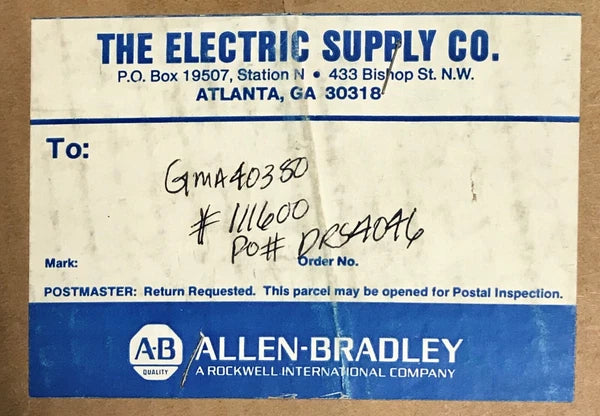 THE ELECTRIC SUPPLY CO.
P.O. Box 19507, Station N • 433 Bishop St. N.W.
ATLANTA, GA 30318
To:
GMA40380
# 111600
PO# DRS4046
Mark:
Order No.
POSTMASTER: Return Requested. This parcel may be opened for Postal Inspection.
A-B
QUALITY
ALLEN-BRADLEY
A ROCKWELL INTERNATIONAL COMPANY